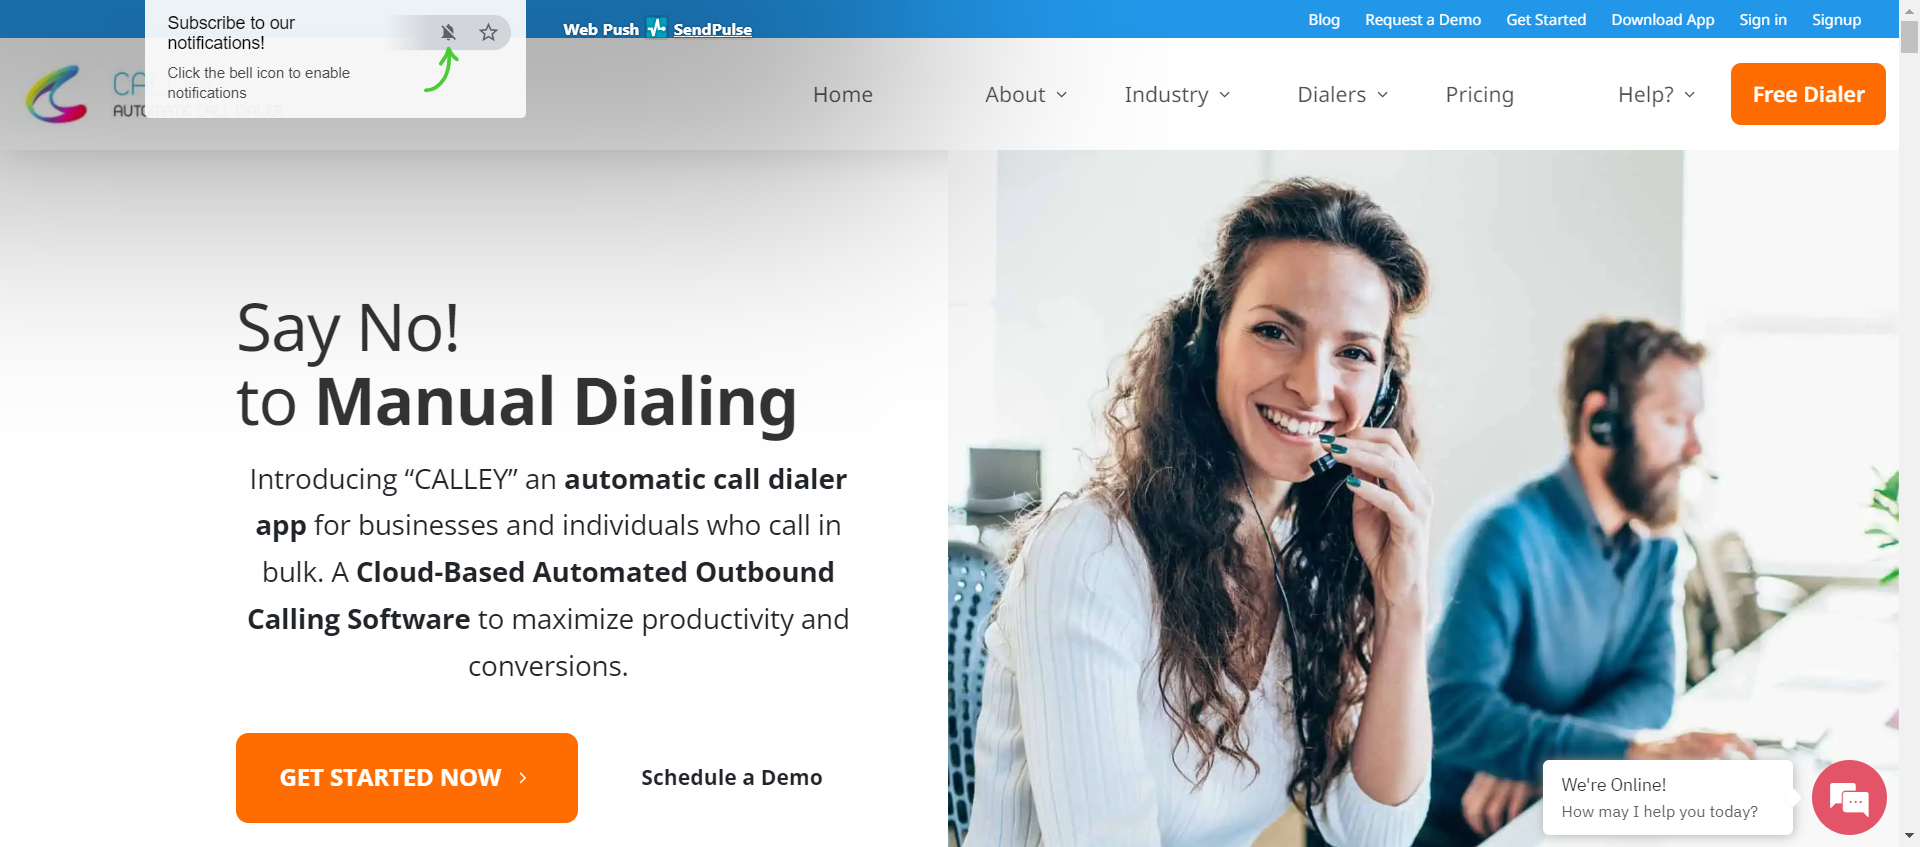 Subscribe to our
notifications!
Click the bell icon to enable
notifications
Web Push SendPulse
Blog Request a Demo Get Started Download App Sign in Signup
CA
AUTOMATIC CALL DIALER
Home About Industry Dialers Pricing Help? Free Dialer
Say No!
to Manual Dialing
Introducing “CALLEY” an automatic call dialer
app for businesses and individuals who call in
bulk. A Cloud-Based Automated Outbound
Calling Software to maximize productivity and
conversions.
GET STARTED NOW
Schedule a Demo
We're Online!
How may I help you today?